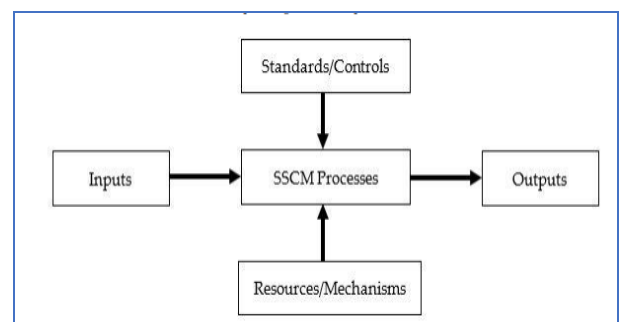 Standards/Controls
Inputs
SSCM Processes
Outputs
Resources/Mechanisms